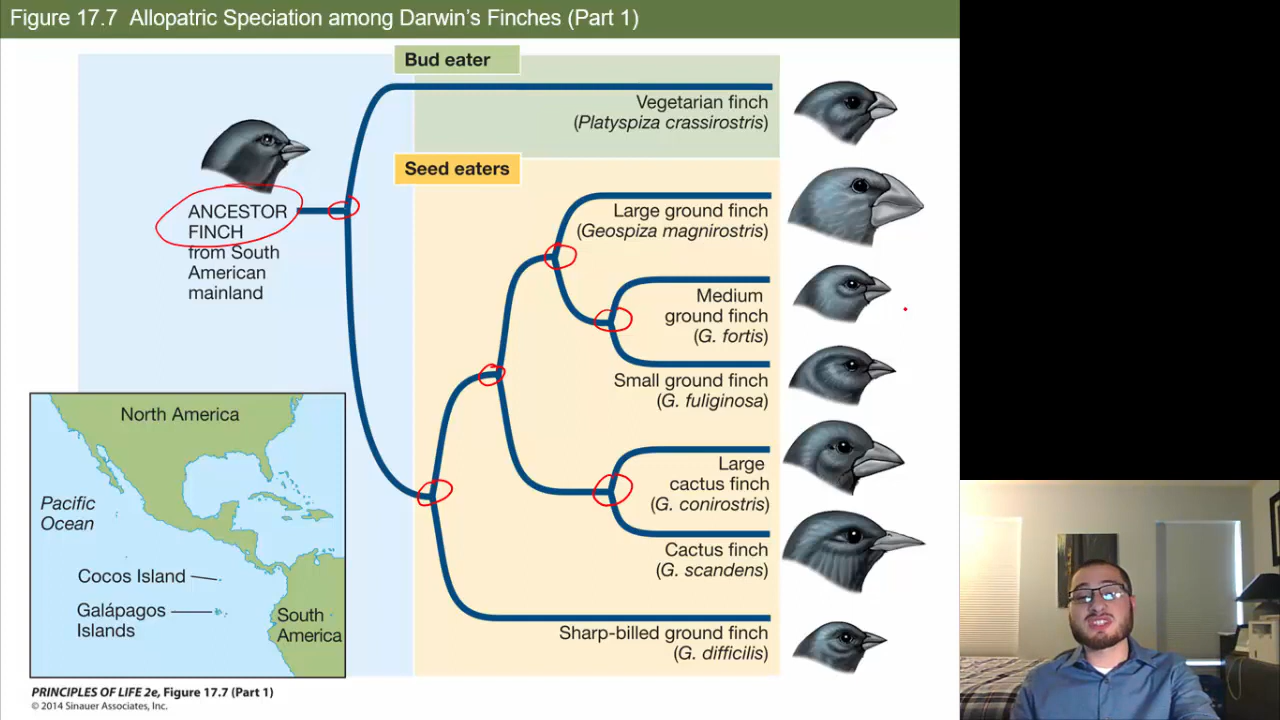 Figure 17.7 Allopatric Speciation among Darwin's Finches (Part 1)
Bud eater
Vegetarian finch
(Platyspiza crassirostris)
Seed eaters
ANCESTOR
FINCH
from South
American
mainland
Large ground finch
(Geospiza magnirostris)
Medium
ground finch
(G. fortis)
Small ground finch
(G. fuliginosa)
Large
cactus finch
(G. conirostris)
Cactus finch
(G. scandens)
Sharp-billed ground finch
(G. difficilis)
North America
Pacific
Ocean
Cocos Island
Galápagos
Islands
South
America
PRINCIPLES OF LIFE 2e, Figure 17.7 (Part 1)
© 2014 Sinauer Associates, Inc.